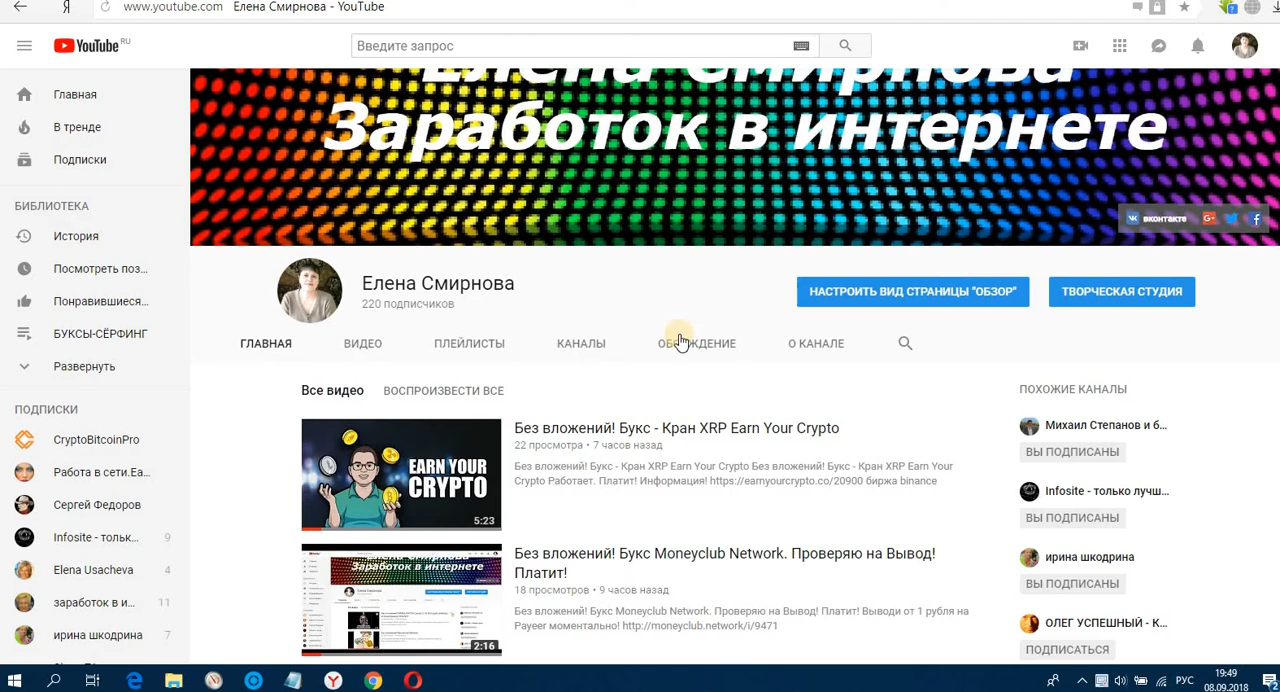 www.youtube.com Елена Смирнова - YouTube
YouTube RU
Введите запрос
Елена Смирнова
Заработок в интернете
вконтакте
Главная
В тренде
Подписки
БИБЛИОТЕКА
История
Посмотреть поз...
Понравившиеся...
БУКСЫ-СЁРФИНГ
Развернуть
ПОДПИСКИ
CryptoBitcoinPro
Работа в сети.Еа...
Сергей Федоров
Infosite - тольк... 9
Elena Usacheva 4
заработок в и... 11
ирина шкодрина 7
Елена Смирнова
220 подписчиков
НАСТРОИТЬ ВИД СТРАНИЦЫ "ОБЗОР"
ТВОРЧЕСКАЯ СТУДИЯ
ГЛАВНАЯ ВИДЕО ПЛЕЙЛИСТЫ КАНАЛЫ ОБСУЖДЕНИЕ О КАНАЛЕ
Все видео ВОСПРОИЗВЕСТИ ВСЕ
EARN YOUR
CRYPTO
5:23
Без вложений! Букс - Кран XRP Earn Your Crypto
22 просмотра • 7 часов назад
Без вложений! Букс - Кран XRP Earn Your Crypto Без вложений! Букс - Кран XRP Earn Your
Crypto Работает. Платит! Информация! https://earnyourcrypto.co/20900 биржа binance
Заработок в интернете
2:16
Без вложений! Букс Moneyclub Network. Проверяю на Вывод!
Платит!
18 просмотров • 9 часов назад
Без вложений! Букс Moneyclub Network. Проверяю на Вывод! Платит! Выводи от 1 рубля на
Payeer моментально! http://moneyclub.network/i/9471
ПОХОЖИЕ КАНАЛЫ
Михаил Степанов и б...
ВЫ ПОДПИСАНЫ
Infosite - только лучш...
ВЫ ПОДПИСАНЫ
ирина шкодрина
ВЫ ПОДПИСАНЫ
ОЛЕГ УСПЕШНЫЙ - К...
ПОДПИСАТЬСЯ
РУС
19:49
08.09.2018